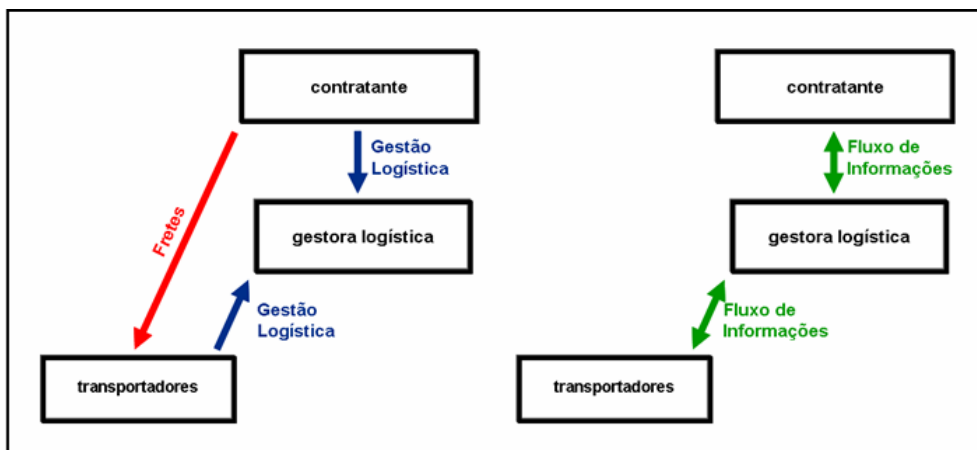 contratante
Gestão
Logística
Fretes
gestora logística
Gestão
Logística
transportadores
contratante
Fluxo de
Informações
gestora logística
Fluxo de
Informações
transportadores